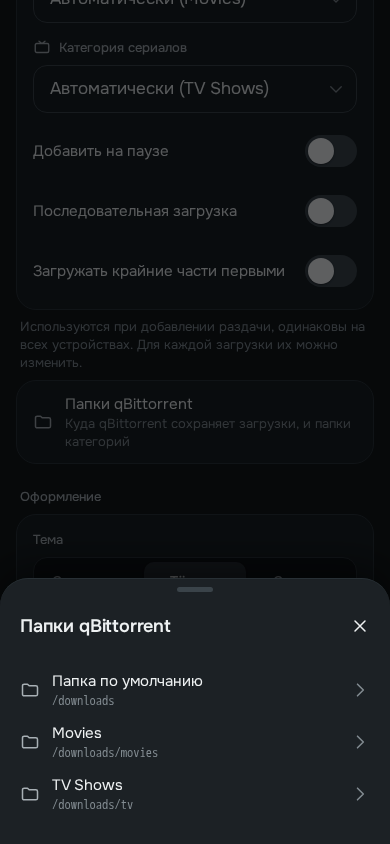 Автоматически (Movies)
Категория сериалов
Автоматически (TV Shows)
Добавить на паузе
Последовательная загрузка
Загружать крайние части первыми
Используются при добавлении раздачи, одинаковы на
всех устройствах. Для каждой загрузки их можно
изменить.
Папки qBittorrent
Куда qBittorrent сохраняет загрузки, и папки
категорий
Оформление
Тема
Папки qBittorrent
Папка по умолчанию
/downloads
Movies
/downloads/movies
TV Shows
/downloads/tv